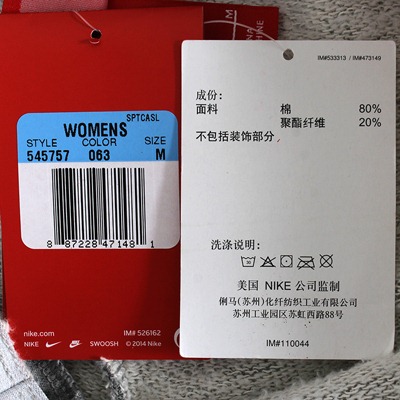 M
SPTCASL
WOMENS
STYLE COLOR SIZE
545757 063 M
8 87228 47148 1
nike.com IM# 526162
NIKE SWOOSH © 2014 Nike
IM#533313 / IM#473149
成份：
面料 棉 80%
聚酯纤维 20%
不包括装饰部分
洗涤说明：
美国 NIKE 公司监制
俐马（苏州）化纤纺织工业有限公司
苏州工业园区苏虹西路88号
IM#110044